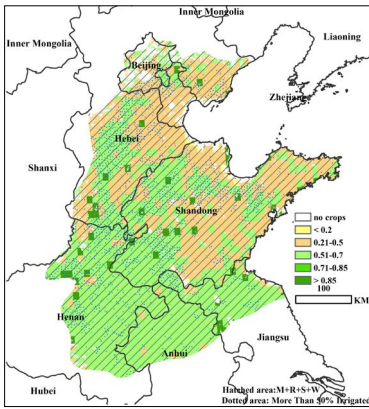 Inner Mongolia
Inner Mongolia
Liaoning
Beijing
Zhejiang
Hebei
Shanxi
Shandong
no crops
< 0.2
0.21-0.5
0.51-0.7
0.71-0.85
> 0.85
100
KM
Henan
Jiangsu
Anhui
Hubei
Hatched area:M+R+S+W
Dotted area: More Than 50% Irrigated